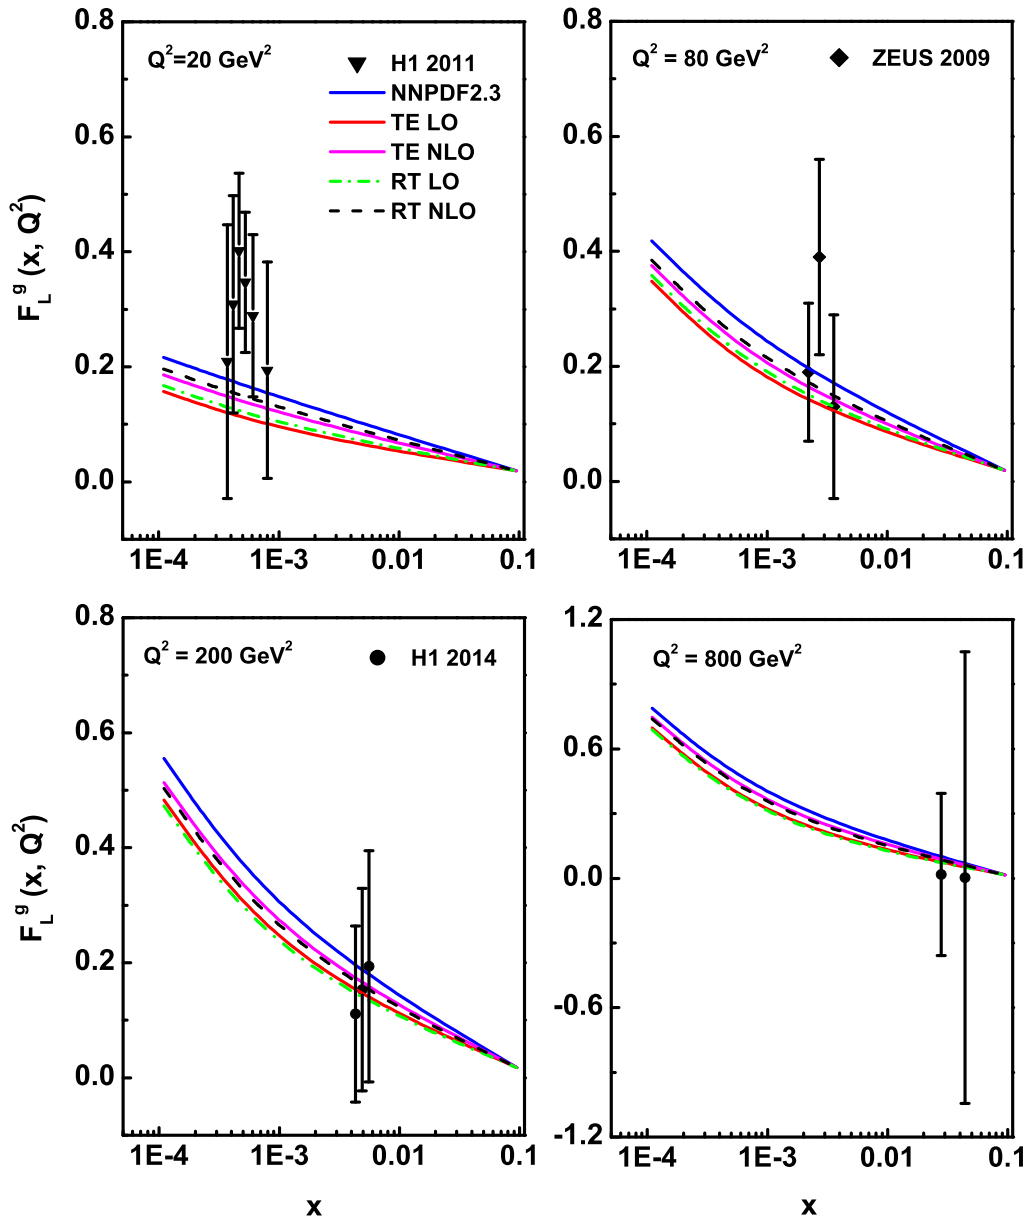 0.8
0.6
0.4
0.2
0.0
F_L^g (x, Q²)
Q²=20 GeV²
H1 2011
NNPDF2.3
TE LO
TE NLO
RT LO
RT NLO
1E-4 1E-3 0.01 0.1
0.8
0.6
0.4
0.2
0.0
Q² = 80 GeV²
ZEUS 2009
1E-4 1E-3 0.01 0.1
0.8
0.6
0.4
0.2
0.0
F_L^g (x, Q²)
Q² = 200 GeV²
H1 2014
1E-4 1E-3 0.01 0.1
x
1.2
0.6
0.0
-0.6
-1.2
Q² = 800 GeV²
1E-4 1E-3 0.01 0.1
x